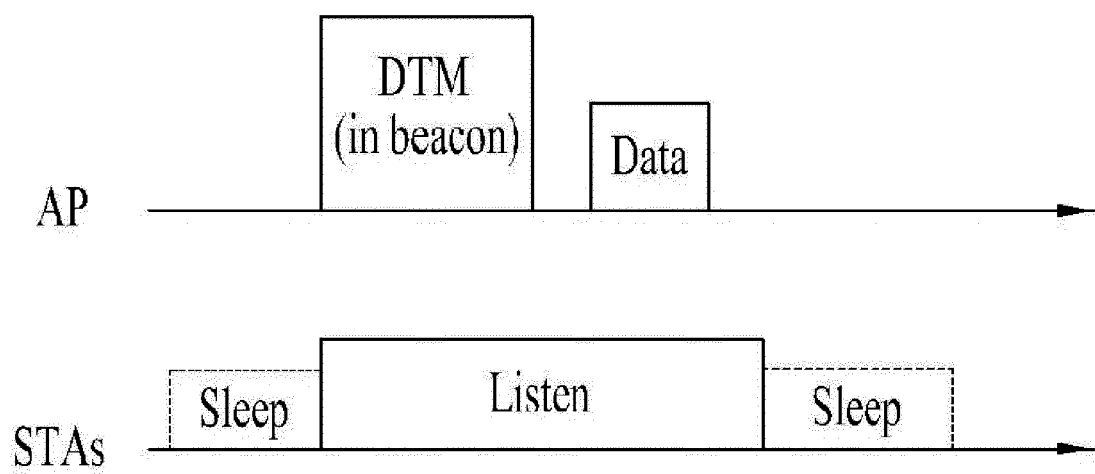 DTM
(in beacon)
Data
AP
Sleep
Listen
Sleep
STAs